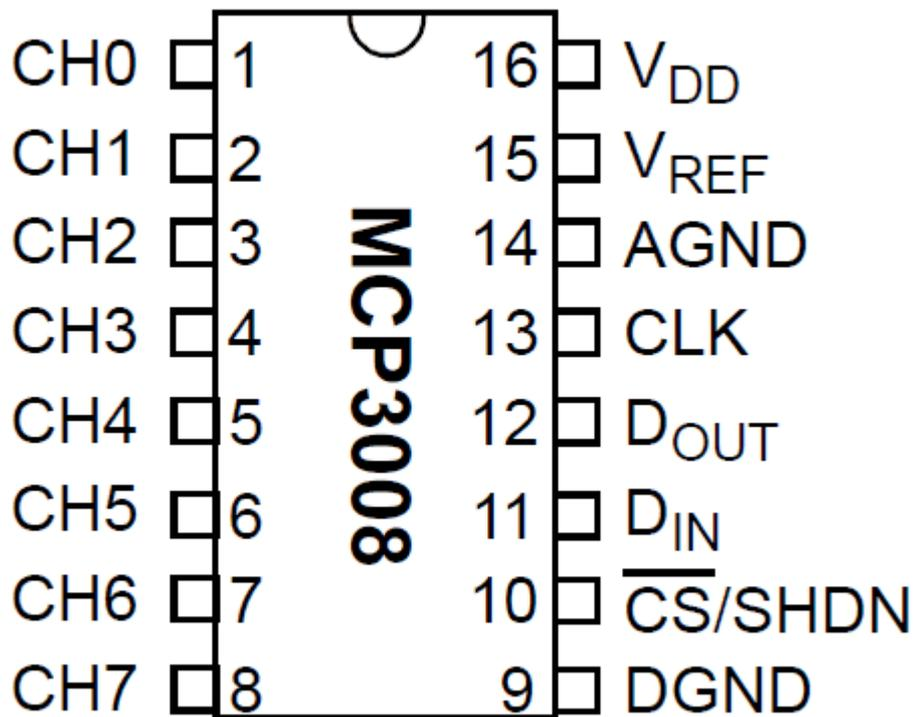 CH0 1 16 VDD
CH1 2 15 VREF
CH2 3 14 AGND
CH3 4 13 CLK
CH4 5 12 DOUT
CH5 6 11 DIN
CH6 7 10 C̅S̅/SHDN
CH7 8 9 DGND
MCP3008